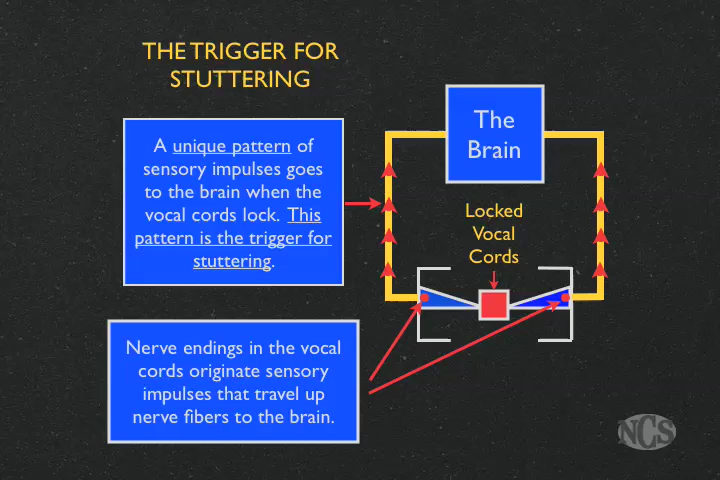 THE TRIGGER FOR
STUTTERING
A unique pattern of
sensory impulses goes
to the brain when the
vocal cords lock. This
pattern is the trigger for
stuttering.
The
Brain
Locked
Vocal
Cords
Nerve endings in the vocal
cords originate sensory
impulses that travel up
nerve fibers to the brain.
NCS